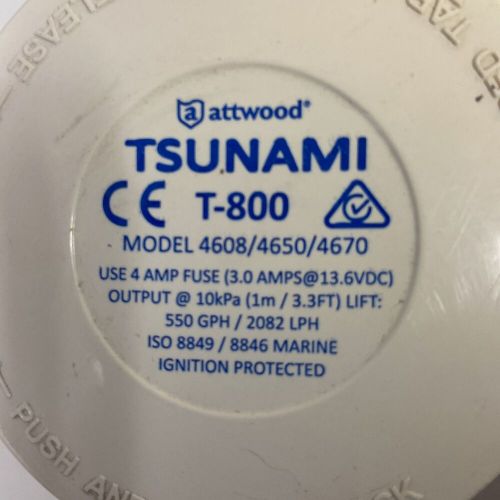 attwood®
TSUNAMI
CE T-800
MODEL 4608/4650/4670
USE 4 AMP FUSE (3.0 AMPS@13.6VDC)
OUTPUT @ 10kPa (1m / 3.3FT) LIFT:
550 GPH / 2082 LPH
ISO 8849 / 8846 MARINE
IGNITION PROTECTED
PUSH